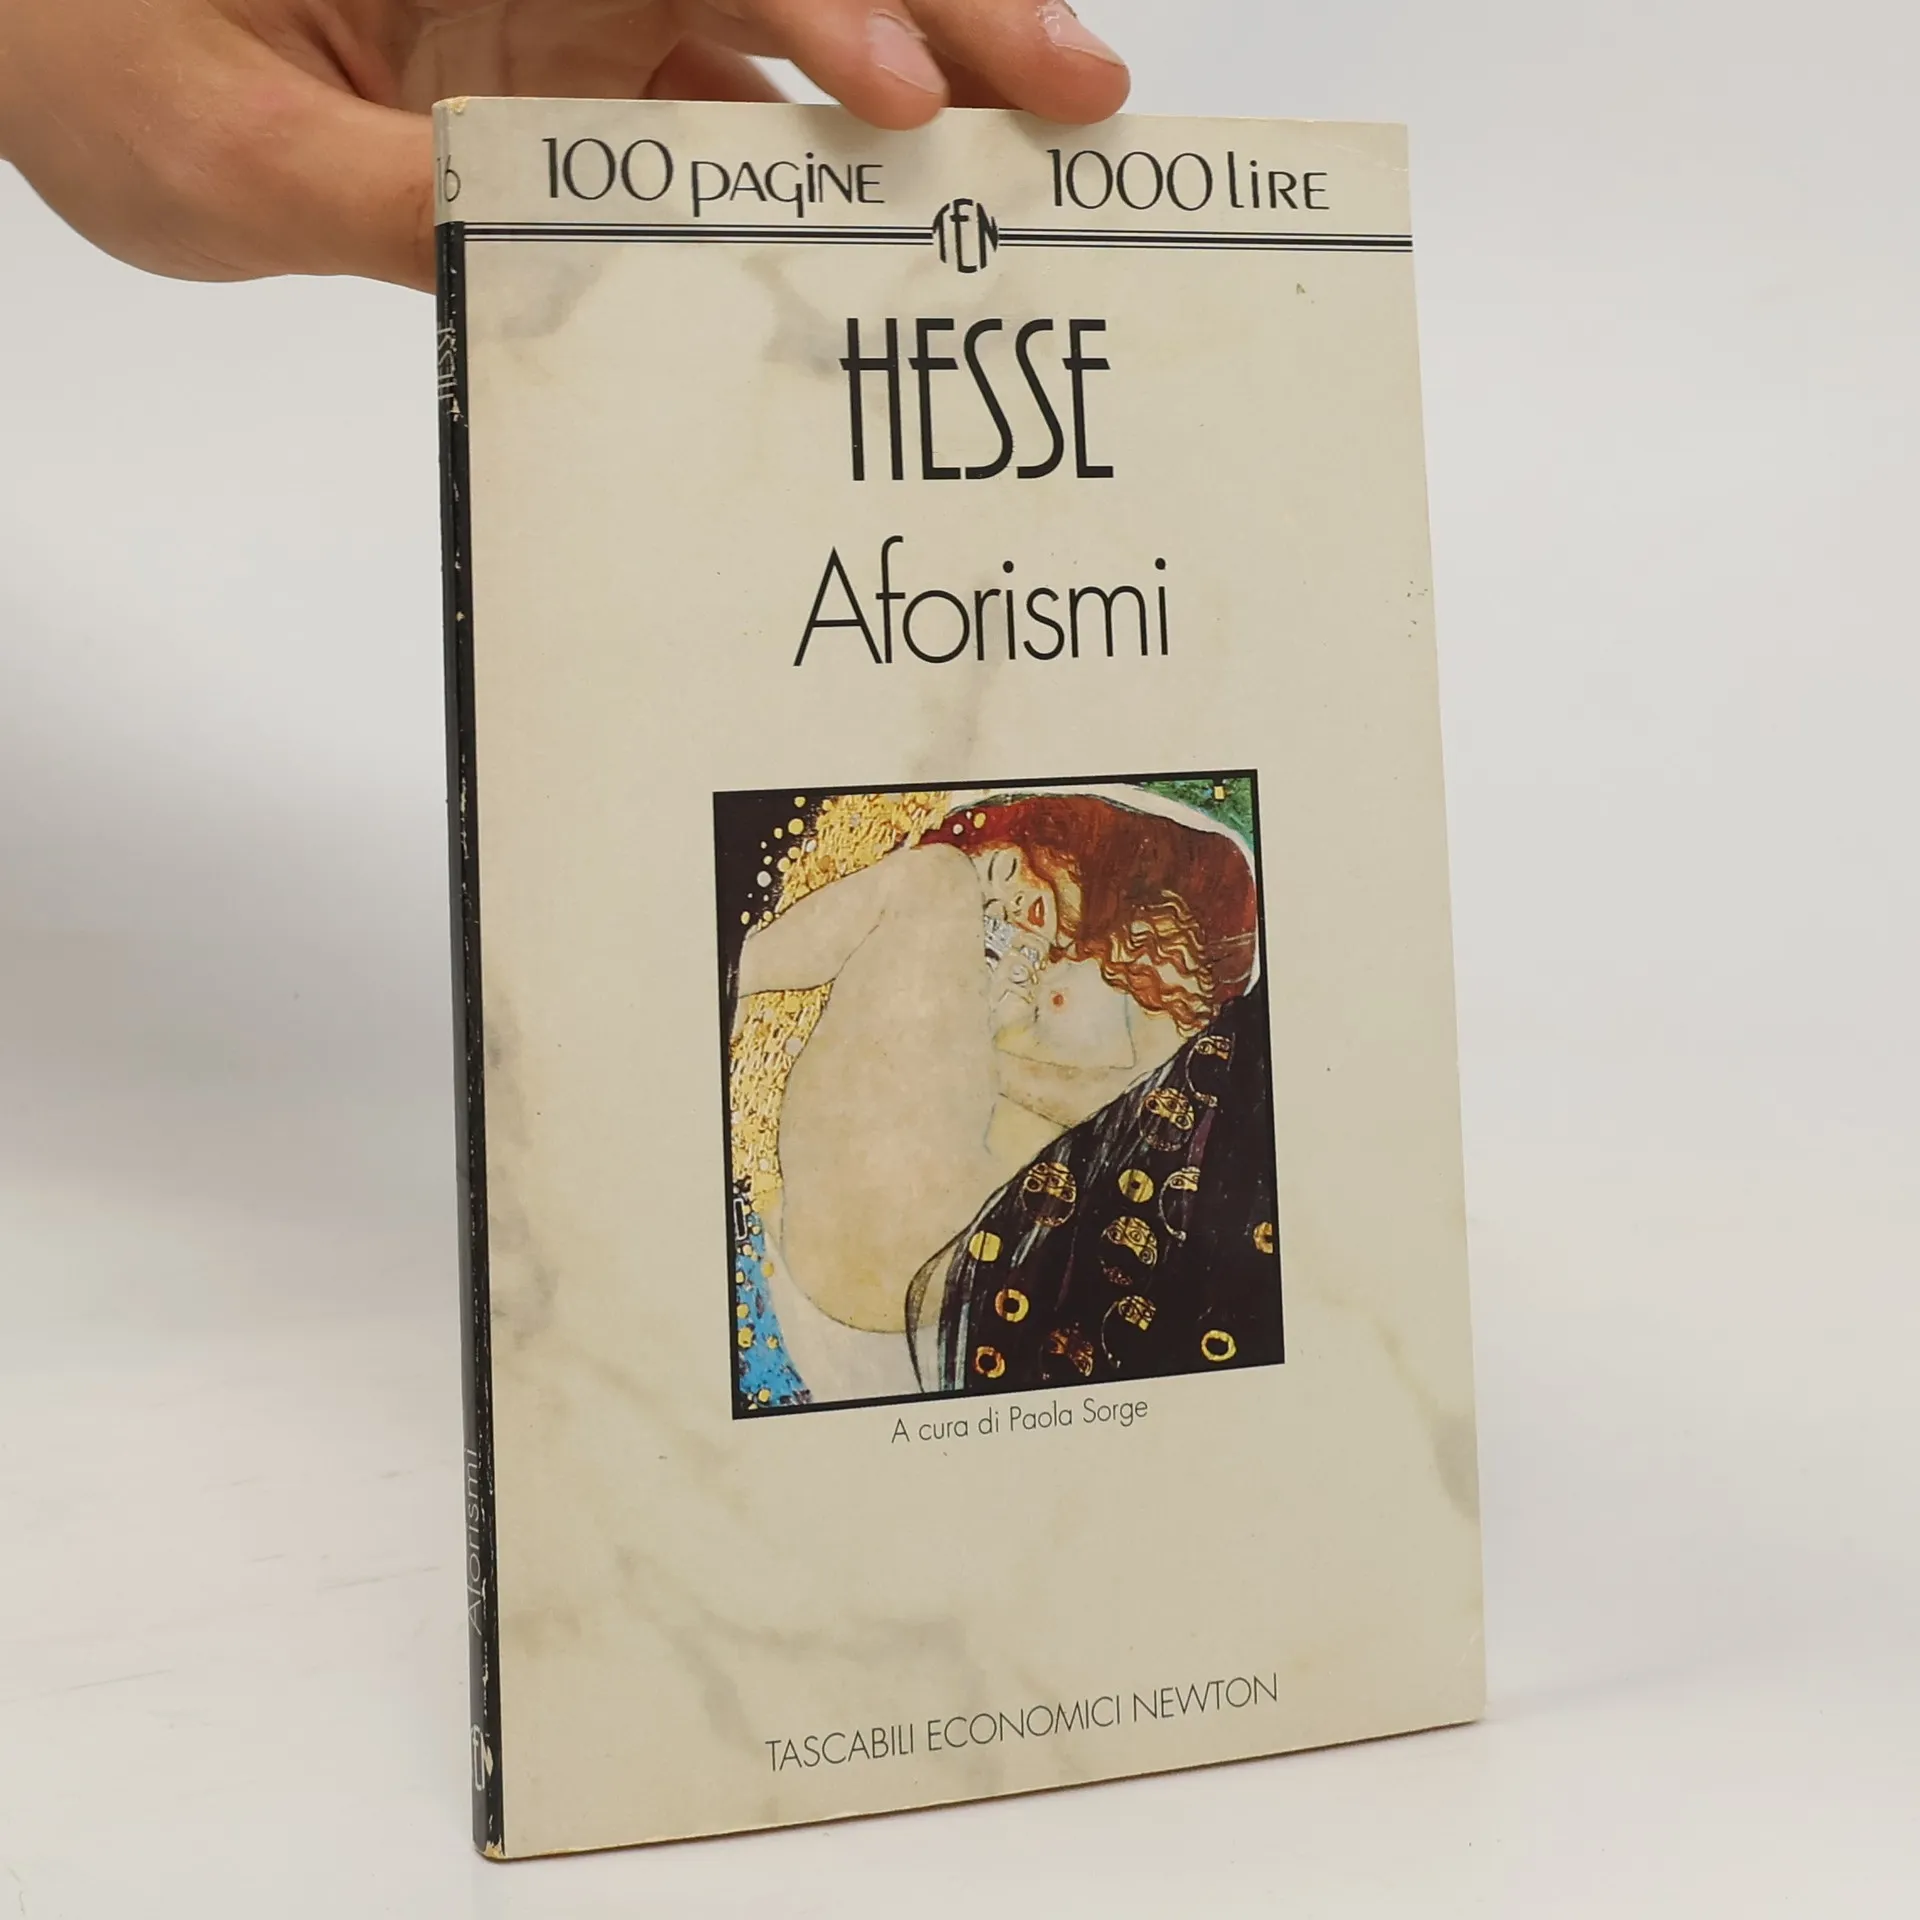 100 pagine 1000 lire
TEN
HESSE
Aforismi
A cura di Paola Sorge
TASCABILI ECONOMICI NEWTON
16
HESSE
Aforismi